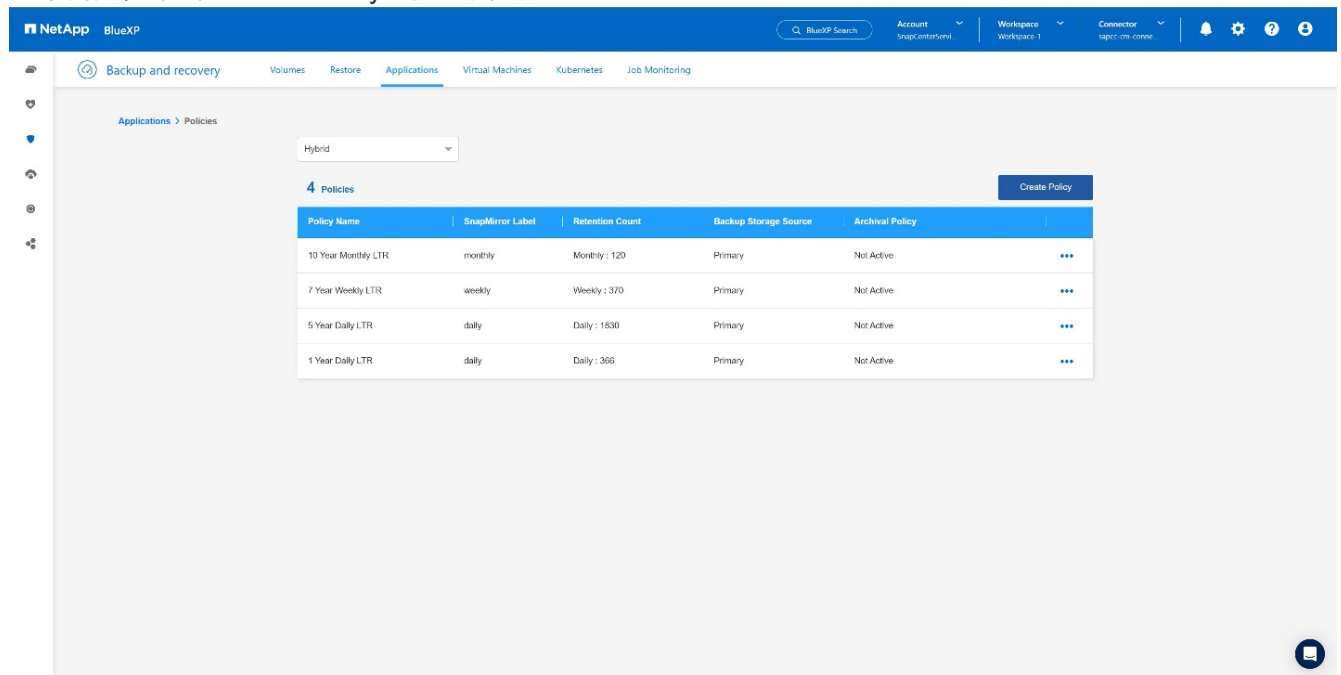 NetApp BlueXP
BlueXP Search
Account
SnapCenterServi...
Workspace
Workspace-1
Connector
sapcc-cm-conne...
Backup and recovery
Volumes Restore Applications Virtual Machines Kubernetes Job Monitoring
Applications > Policies
Hybrid
4 Policies
Create Policy
Policy Name SnapMirror Label Retention Count Backup Storage Source Archival Policy
10 Year Monthly LTR monthly Monthly : 120 Primary Not Active
7 Year Weekly LTR weekly Weekly : 370 Primary Not Active
5 Year Daily LTR daily Daily : 1830 Primary Not Active
1 Year Daily LTR daily Daily : 366 Primary Not Active